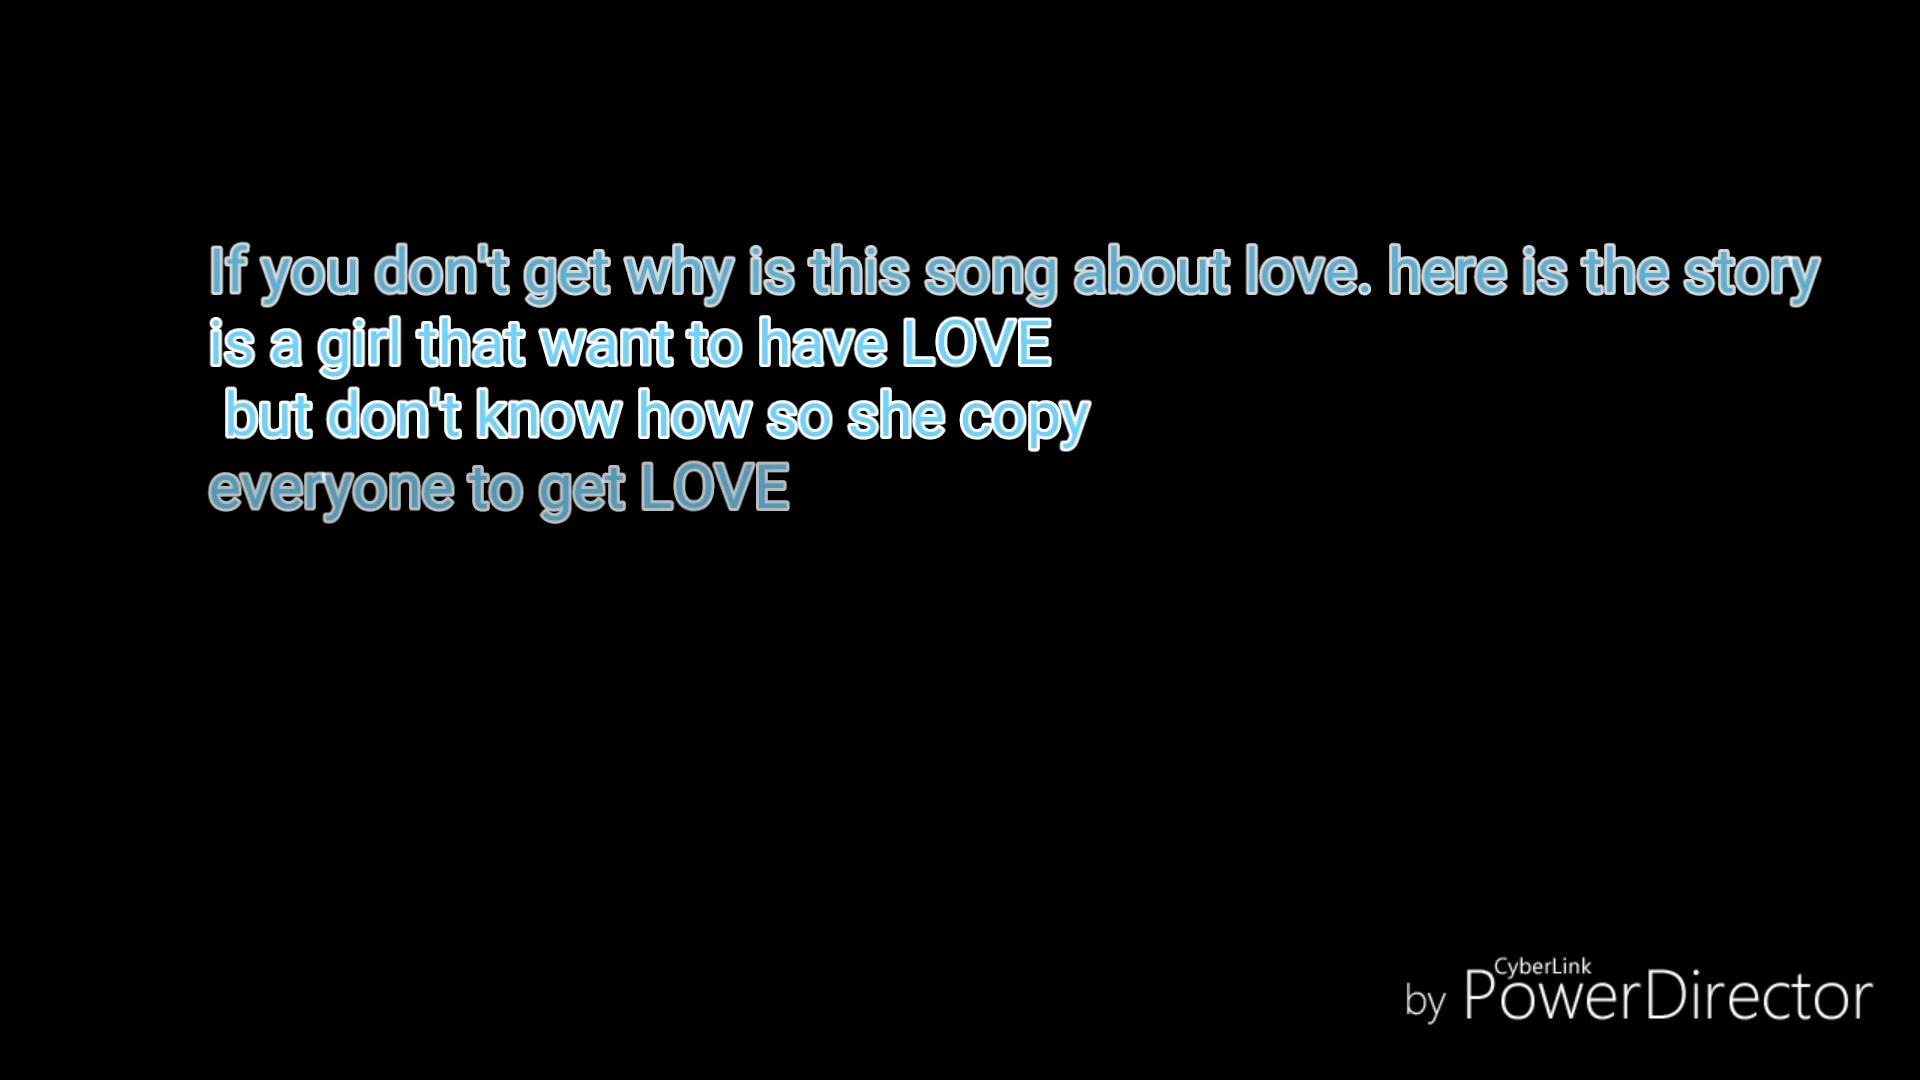 If you don't get why is this song about love. here is the story
is a girl that want to have LOVE
but don't know how so she copy
everyone to get LOVE
by CyberLink PowerDirector